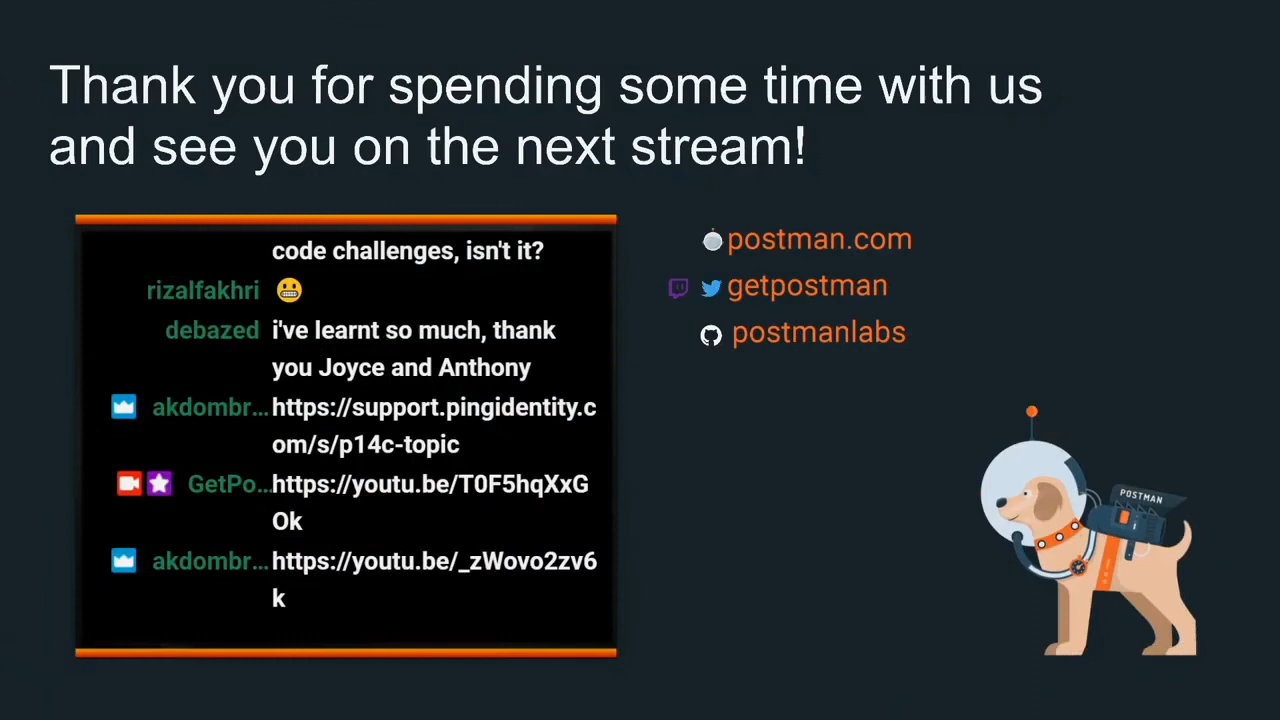 Thank you for spending some time with us
and see you on the next stream!
code challenges, isn't it?
rizalfakhri 😬
debazed i've learnt so much, thank
you Joyce and Anthony
akdombr... https://support.pingidentity.c
om/s/p14c-topic
GetPo... https://youtu.be/T0F5hqXxG
Ok
akdombr... https://youtu.be/_zWovo2zv6
k
postman.com
getpostman
postmanlabs
POSTMAN